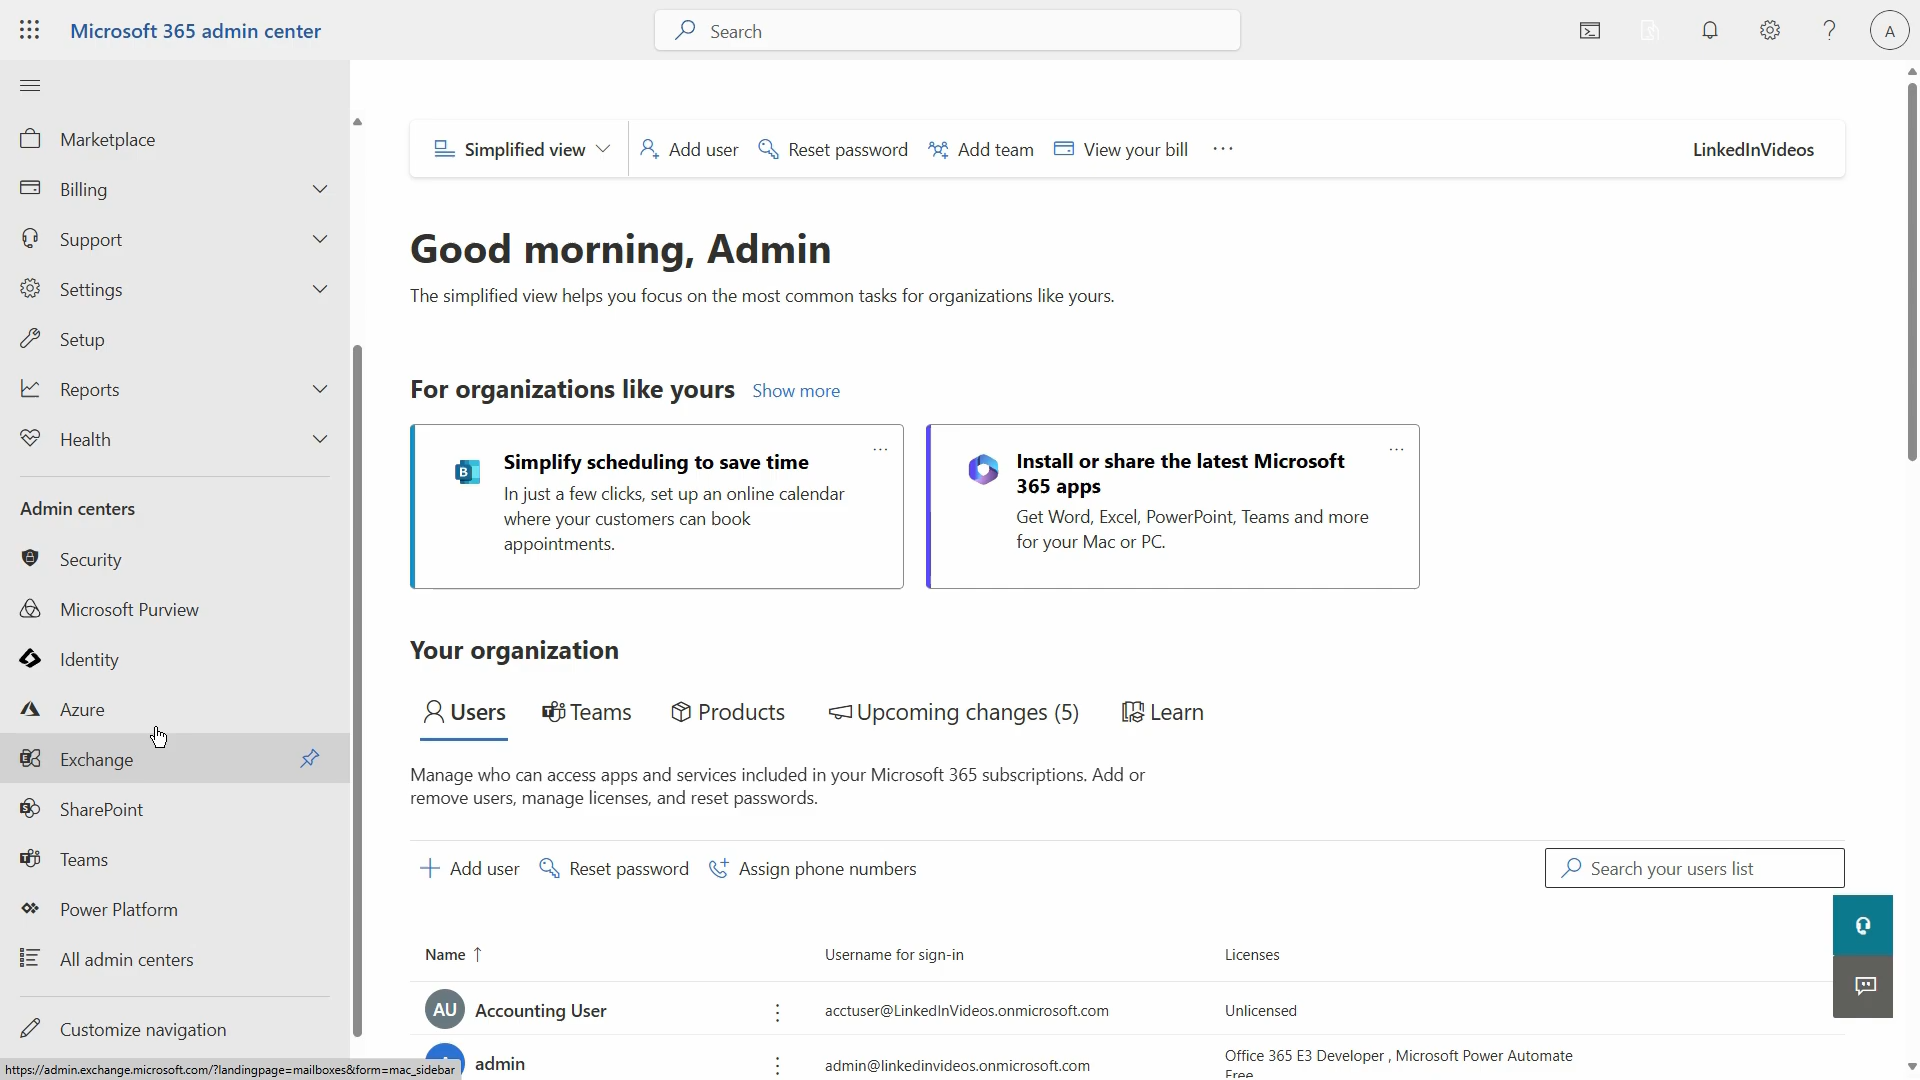 Microsoft 365 admin center
Search
A
Marketplace
Billing
Support
Settings
Setup
Reports
Health
Admin centers
Security
Microsoft Purview
Identity
Azure
Exchange
SharePoint
Teams
Power Platform
All admin centers
Customize navigation
https://admin.exchange.microsoft.com/?landingpage=mailboxes&form=mac_sidebar
Simplified view
Add user
Reset password
Add team
View your bill
LinkedInVideos
Good morning, Admin
The simplified view helps you focus on the most common tasks for organizations like yours.
For organizations like yours Show more
Simplify scheduling to save time
In just a few clicks, set up an online calendar
where your customers can book
appointments.
Install or share the latest Microsoft
365 apps
Get Word, Excel, PowerPoint, Teams and more
for your Mac or PC.
Your organization
Users
Teams
Products
Upcoming changes (5)
Learn
Manage who can access apps and services included in your Microsoft 365 subscriptions. Add or
remove users, manage licenses, and reset passwords.
Add user
Reset password
Assign phone numbers
Search your users list
Name ↑
Username for sign-in
Licenses
AU
Accounting User
acctuser@LinkedInVideos.onmicrosoft.com
Unlicensed
admin
admin@linkedinvideos.onmicrosoft.com
Office 365 E3 Developer , Microsoft Power Automate
Free